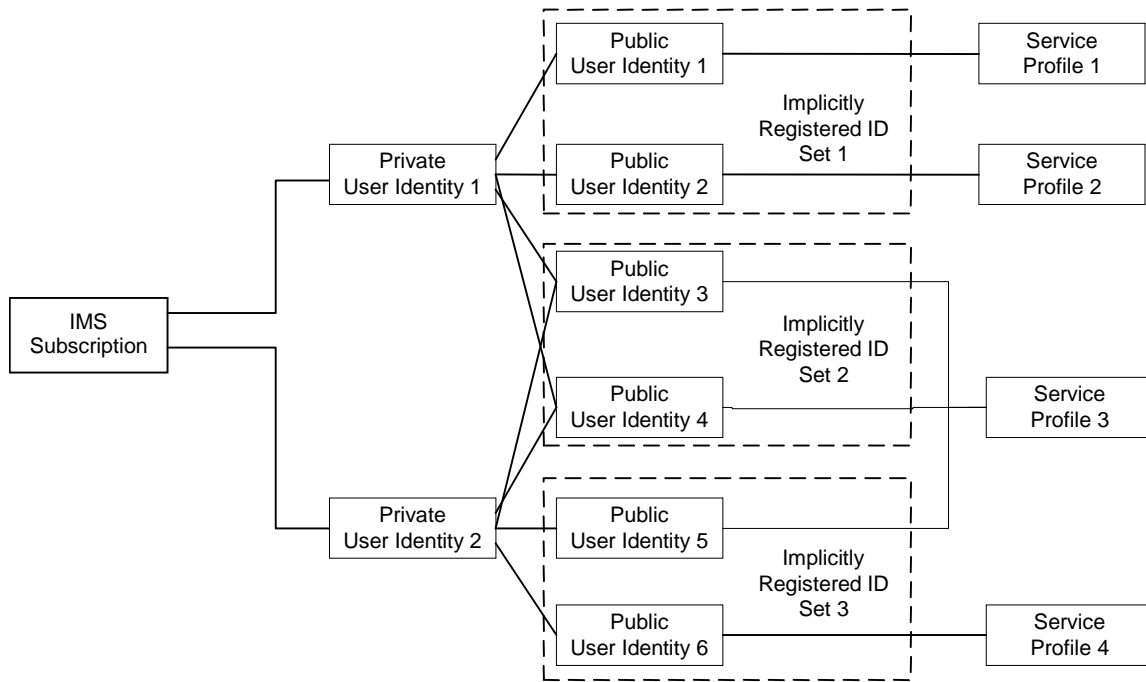 Public
User Identity 1
Service
Profile 1
Implicitly
Registered ID
Set 1
Private
User Identity 1
Public
User Identity 2
Service
Profile 2
Public
User Identity 3
IMS
Subscription
Implicitly
Registered ID
Set 2
Public
User Identity 4
Service
Profile 3
Private
User Identity 2
Public
User Identity 5
Implicitly
Registered ID
Set 3
Public
User Identity 6
Service
Profile 4